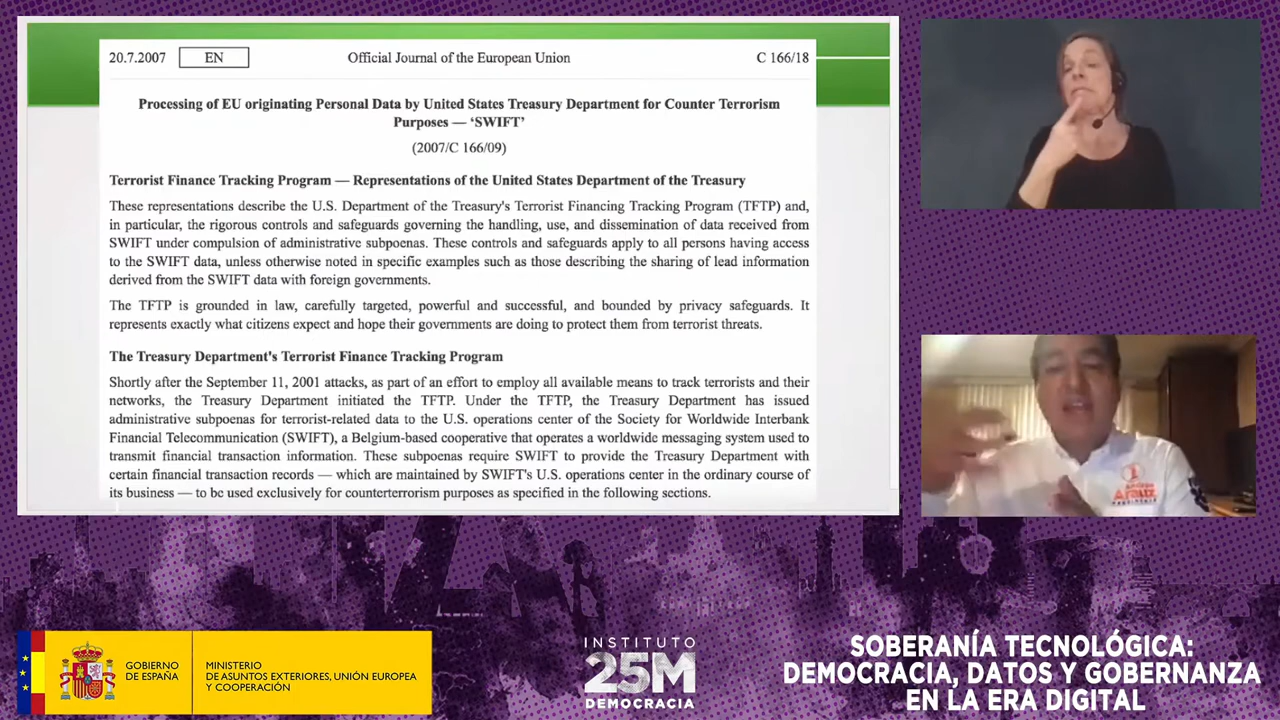 20.7.2007 EN Official Journal of the European Union C 166/18
Processing of EU originating Personal Data by United States Treasury Department for Counter Terrorism
Purposes — ‘SWIFT’
(2007/C 166/09)
Terrorist Finance Tracking Program — Representations of the United States Department of the Treasury
These representations describe the U.S. Department of the Treasury's Terrorist Financing Tracking Program (TFTP) and,
in particular, the rigorous controls and safeguards governing the handling, use, and dissemination of data received from
SWIFT under compulsion of administrative subpoenas. These controls and safeguards apply to all persons having access
to the SWIFT data, unless otherwise noted in specific examples such as those describing the sharing of lead information
derived from the SWIFT data with foreign governments.
The TFTP is grounded in law, carefully targeted, powerful and successful, and bounded by privacy safeguards. It
represents exactly what citizens expect and hope their governments are doing to protect them from terrorist threats.
The Treasury Department's Terrorist Finance Tracking Program
Shortly after the September 11, 2001 attacks, as part of an effort to employ all available means to track terrorists and their
networks, the Treasury Department initiated the TFTP. Under the TFTP, the Treasury Department has issued
administrative subpoenas for terrorist-related data to the U.S. operations center of the Society for Worldwide Interbank
Financial Telecommunication (SWIFT), a Belgium-based cooperative that operates a worldwide messaging system used to
transmit financial transaction information. These subpoenas require SWIFT to provide the Treasury Department with
certain financial transaction records — which are maintained by SWIFT's U.S. operations center in the ordinary course of
its business — to be used exclusively for counterterrorism purposes as specified in the following sections.
1
ARAUZ
GOBIERNO
DE ESPAÑA
MINISTERIO
DE ASUNTOS EXTERIORES, UNIÓN EUROPEA
Y COOPERACIÓN
INSTITUTO
25M
DEMOCRACIA
SOBERANÍA TECNOLÓGICA:
DEMOCRACIA, DATOS Y GOBERNANZA
EN LA ERA DIGITAL